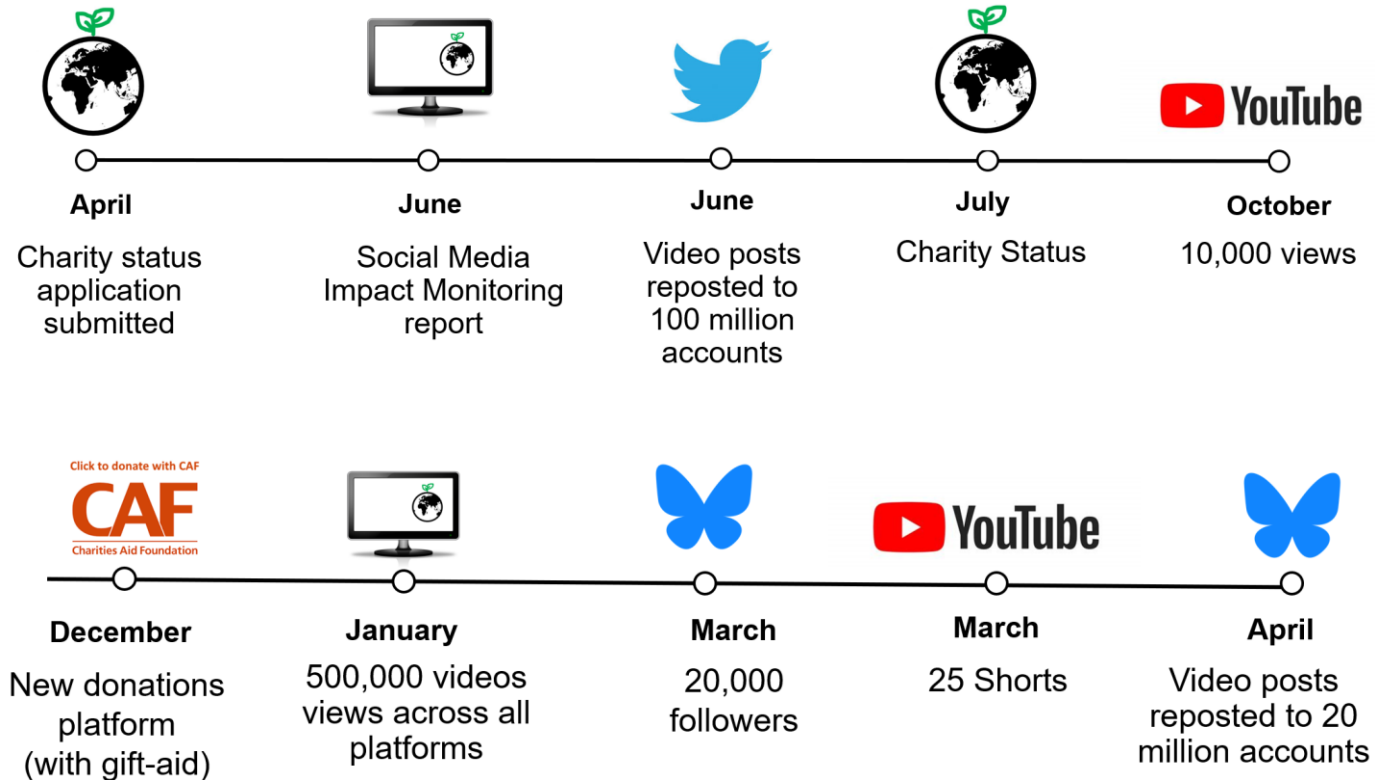 YouTube
April
June
June
July
October
Charity status
application
submitted
Social Media
Impact Monitoring
report
Video posts
reposted to
100 million
accounts
Charity Status
10,000 views
Click to donate with CAF
CAF
Charities Aid Foundation
YouTube
December
January
March
March
April
New donations
platform
(with gift-aid)
500,000 videos
views across all
platforms
20,000
followers
25 Shorts
Video posts
reposted to 20
million accounts